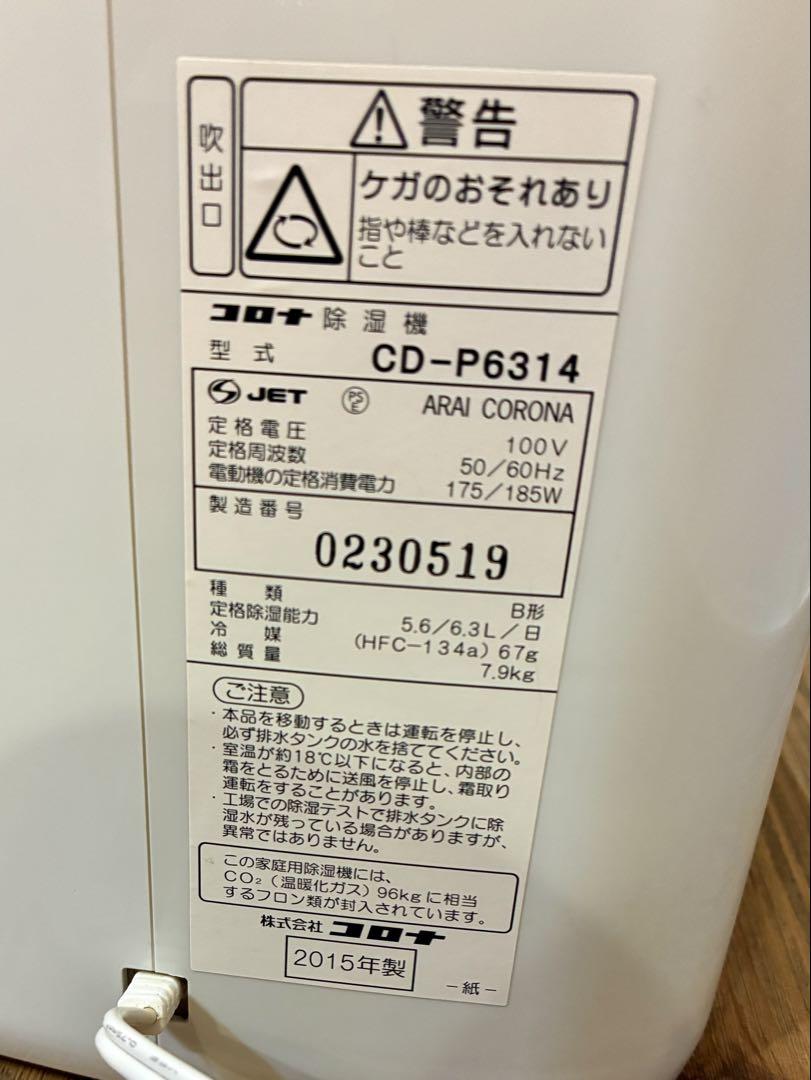 吹出口
警告
ケガのおそれあり
指や棒などを入れない
こと
コロナ 除湿機
型式 CD-P6314
JET PSE ARAI CORONA
定格電圧 100V
定格周波数 50/60Hz
電動機の定格消費電力 175/185W
製造番号
0230519
種類 B形
定格除湿能力 5.6/6.3L/日
冷媒 (HFC-134a) 67g
総質量 7.9kg
ご注意
・本品を移動するときは運転を停止し、
必ず排水タンクの水を捨ててください。
・室温が約18℃以下になると、内部の
霜をとるために送風を停止し、霜取り
運転をすることがあります。
・工場での除湿テストで排水タンクに除
湿水が残っている場合がありますが、
異常ではありません。
この家庭用除湿機には、
CO₂(温暖化ガス)96kgに相当
するフロン類が封入されています。
株式会社 コロナ
2015年製
-紙-